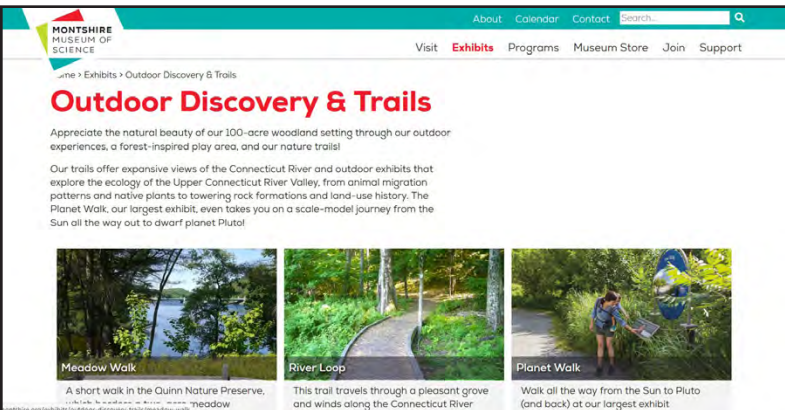 About Calendar Contact Search...
MONTSHIRE
MUSEUM OF
SCIENCE
Visit Exhibits Programs Museum Store Join Support
> Exhibits > Outdoor Discovery & Trails
Outdoor Discovery & Trails
Appreciate the natural beauty of our 100-acre woodland setting through our outdoor
experiences, a forest-inspired play area, and our nature trails!
Our trails offer expansive views of the Connecticut River and outdoor exhibits that
explore the ecology of the Upper Connecticut River Valley, from animal migration
patterns and native plants to towering rock formations and land-use history. The
Planet Walk, our largest exhibit, even takes you on a scale-model journey from the
Sun all the way out to dwarf planet Pluto!
Meadow Walk
A short walk in the Quinn Nature Preserve,
meadow
River Loop
This trail travels through a pleasant grove
and winds along the Connecticut River
Planet Walk
Walk all the way from the Sun to Pluto
(and back) at our largest exhibit